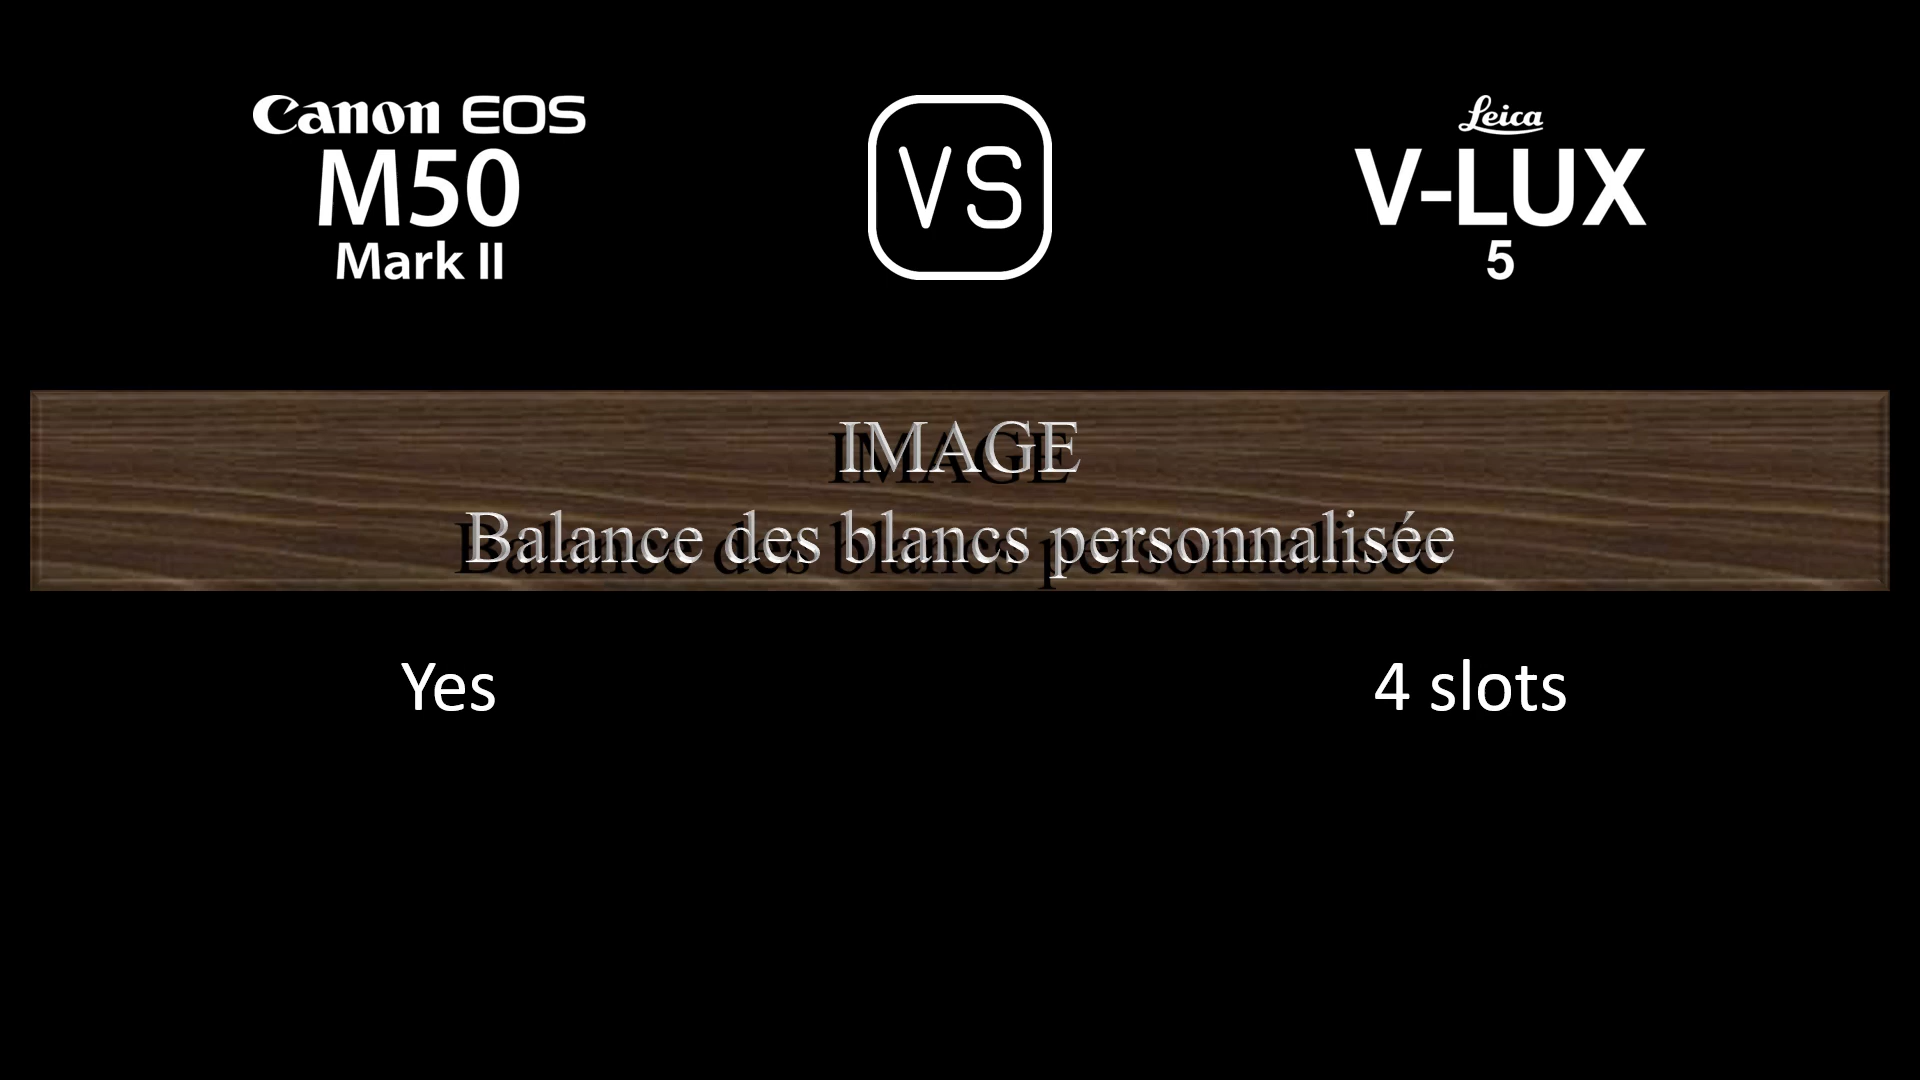 Canon EOS
M50
Mark II
VS
Leica
V-LUX
5
IMAGE
Balance des blancs personnalisée
Yes
4 slots